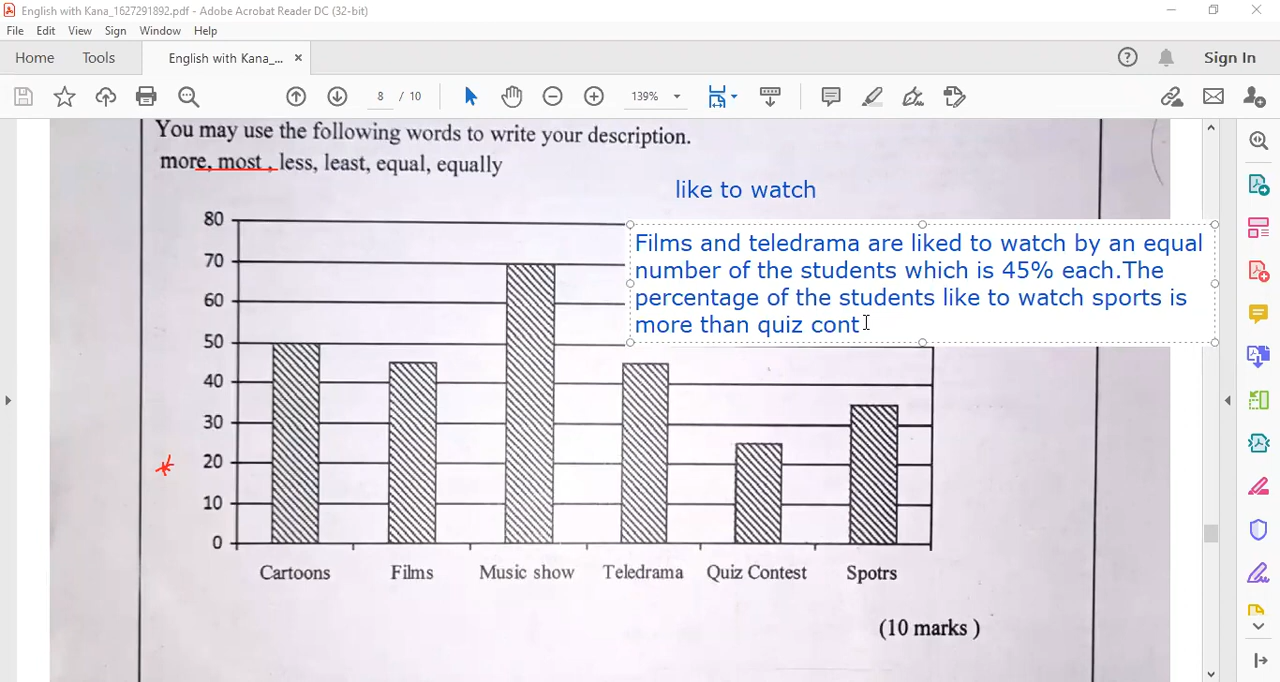 English with Kana_1627291892.pdf - Adobe Acrobat Reader DC (32-bit)
File Edit View Sign Window Help
Home Tools English with Kana_... × Sign In
8 / 10 139%
You may use the following words to write your description.
more, most , less, least, equal, equally
like to watch
Films and teledrama are liked to watch by an equal
number of the students which is 45% each.The
percentage of the students like to watch sports is
more than quiz cont
80
70
60
50
40
30
20
10
0
Cartoons Films Music show Teledrama Quiz Contest Spotrs
(10 marks )